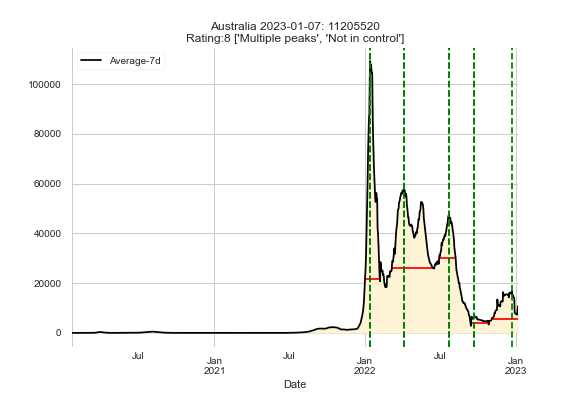 Australia 2023-01-07: 11205520
Rating:8 ['Multiple peaks', 'Not in control']
Average-7d
100000
80000
60000
40000
20000
0
Jul
Jan
2021
Jul
Jan
2022
Jul
Jan
2023
Date